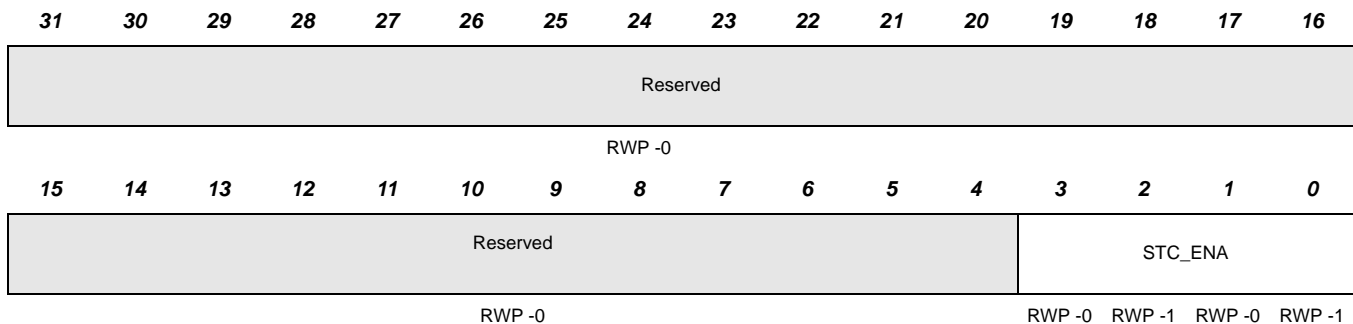 31 30 29 28 27 26 25 24 23 22 21 20 19 18 17 16
Reserved
RWP -0
15 14 13 12 11 10 9 8 7 6 5 4 3 2 1 0
Reserved STC_ENA
RWP -0 RWP -0 RWP -1 RWP -0 RWP -1